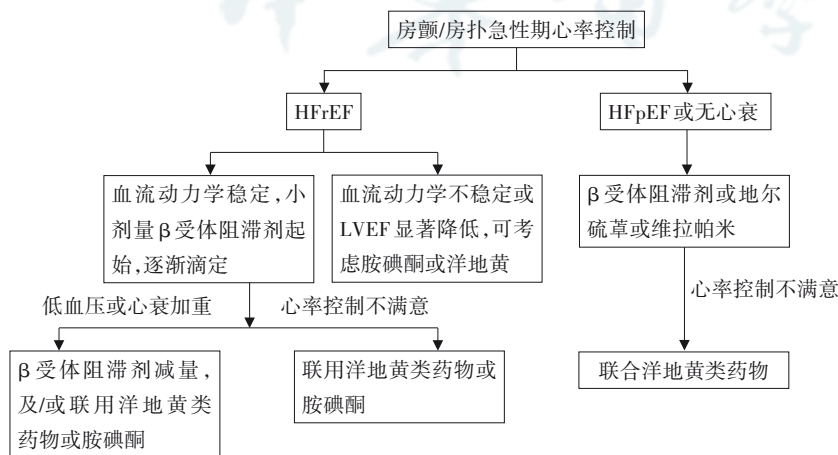 房颤/房扑急性期心率控制
HFrEF
HFpEF或无心衰
血流动力学稳定,小
剂量β受体阻滞剂起
始,逐渐滴定
血流动力学不稳定或
LVEF显著降低,可考
虑胺碘酮或洋地黄
β受体阻滞剂或地尔
硫䓬或维拉帕米
低血压或心衰加重
心率控制不满意
心率控制不满意
β受体阻滞剂减量,
及/或联用洋地黄类
药物或胺碘酮
联用洋地黄类药物或
胺碘酮
联合洋地黄类药物